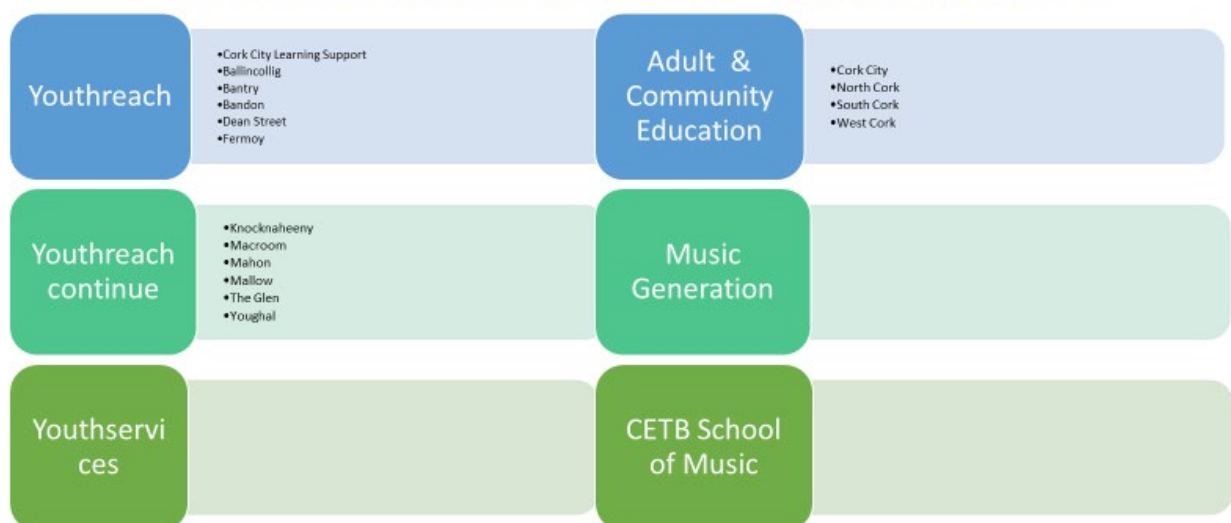 Youthreach
•Cork City Learning Support
•Ballincollig
•Bantry
•Bandon
•Dean Street
•Fermoy
Adult &
Community
Education
•Cork City
•North Cork
•South Cork
•West Cork
Youthreach
continue
•Knocknaheeny
•Macroom
•Mahon
•Mallow
•The Glen
•Youghal
Music
Generation
Youthservi
ces
CETB School
of Music